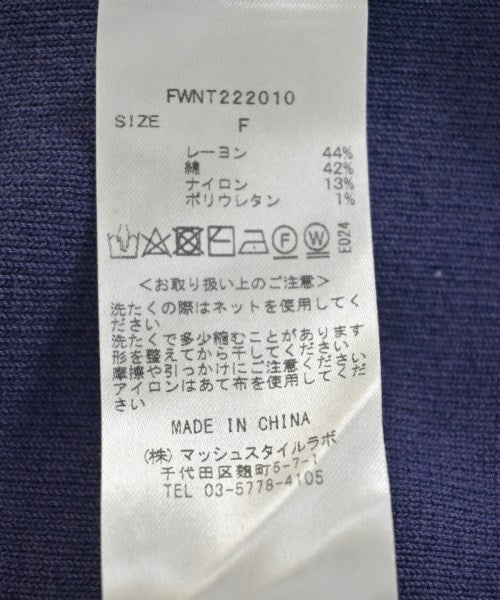 FWNT222010
SIZE F
レーヨン 44%
綿 42%
ナイロン 13%
ポリウレタン 1%
F W E024
<お取り扱い上のご注意>
洗たくの際はネットを使用してく
ださい
洗たくで多少縮むことがあります
形を整えてから干してください
摩擦や引っかけにご注意ください
アイロンはあて布を使用してくだ
さい
MADE IN CHINA
(株) マッシュスタイルラボ
千代田区麹町5-7-1
TEL 03-5778-4105